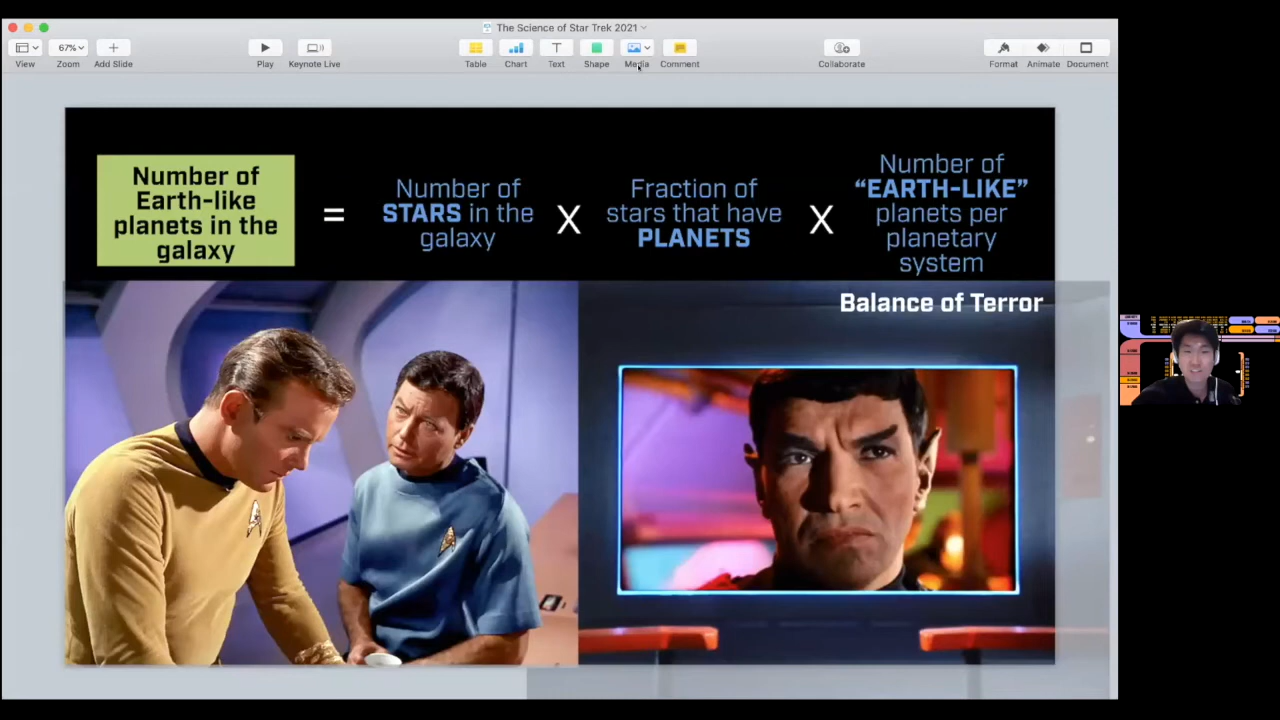 The Science of Star Trek 2021
67%
View
Zoom
Add Slide
Play
Keynote Live
Table
Chart
Text
Shape
Media
Comment
Collaborate
Format
Animate
Document
Number of
Earth-like
planets in the
galaxy
=
Number of
STARS in the
galaxy
X
Fraction of
stars that have
PLANETS
X
Number of
“EARTH-LIKE”
planets per
planetary
system
Balance of Terror